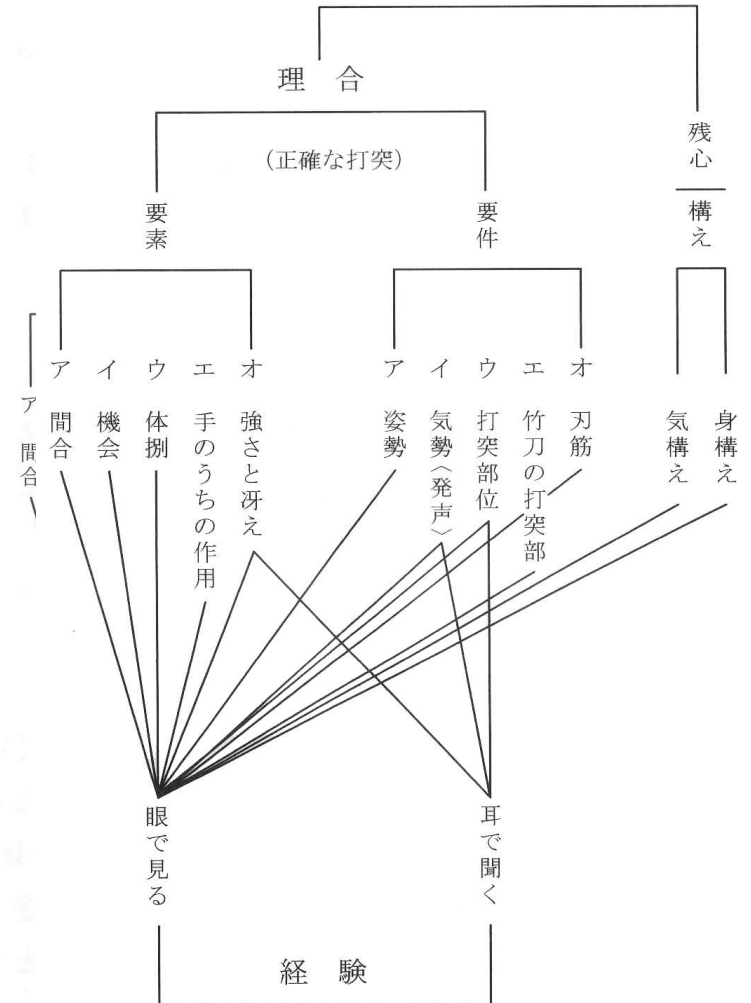 理合
(正確な打突)
残心
構え
要素
要件
ア 間合
イ 機会
ウ 体捌
エ 手のうちの作用
オ 強さと冴え
ア 姿勢
イ 気勢〈発声〉
ウ 打突部位
エ 竹刀の打突部
オ 刃筋
気構え
身構え
ア 間合
眼で見る
耳で聞く
経験